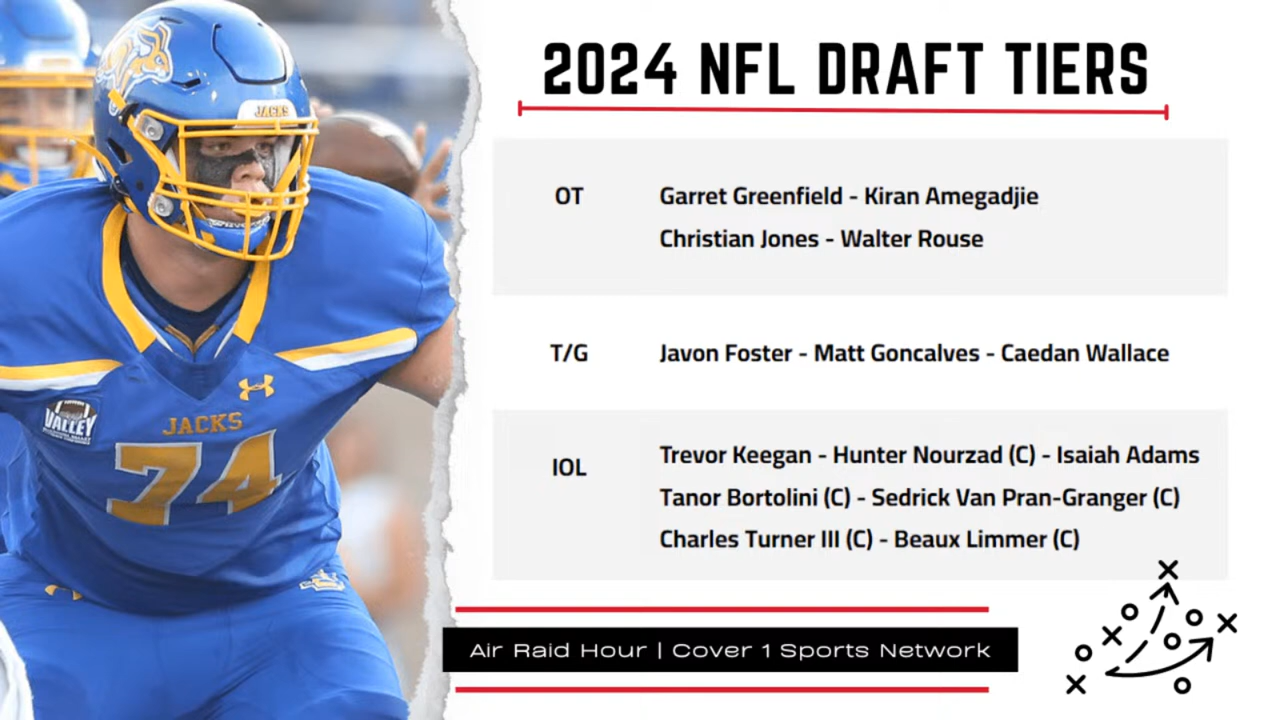 2024 NFL DRAFT TIERS
OT
Garret Greenfield - Kiran Amegadjie
Christian Jones - Walter Rouse
T/G
Javon Foster - Matt Goncalves - Caedan Wallace
IOL
Trevor Keegan - Hunter Nourzad (C) - Isaiah Adams
Tanor Bortolini (C) - Sedrick Van Pran-Granger (C)
Charles Turner III (C) - Beaux Limmer (C)
Air Raid Hour | Cover 1 Sports Network
JACKS
VALLEY
JACKS
74